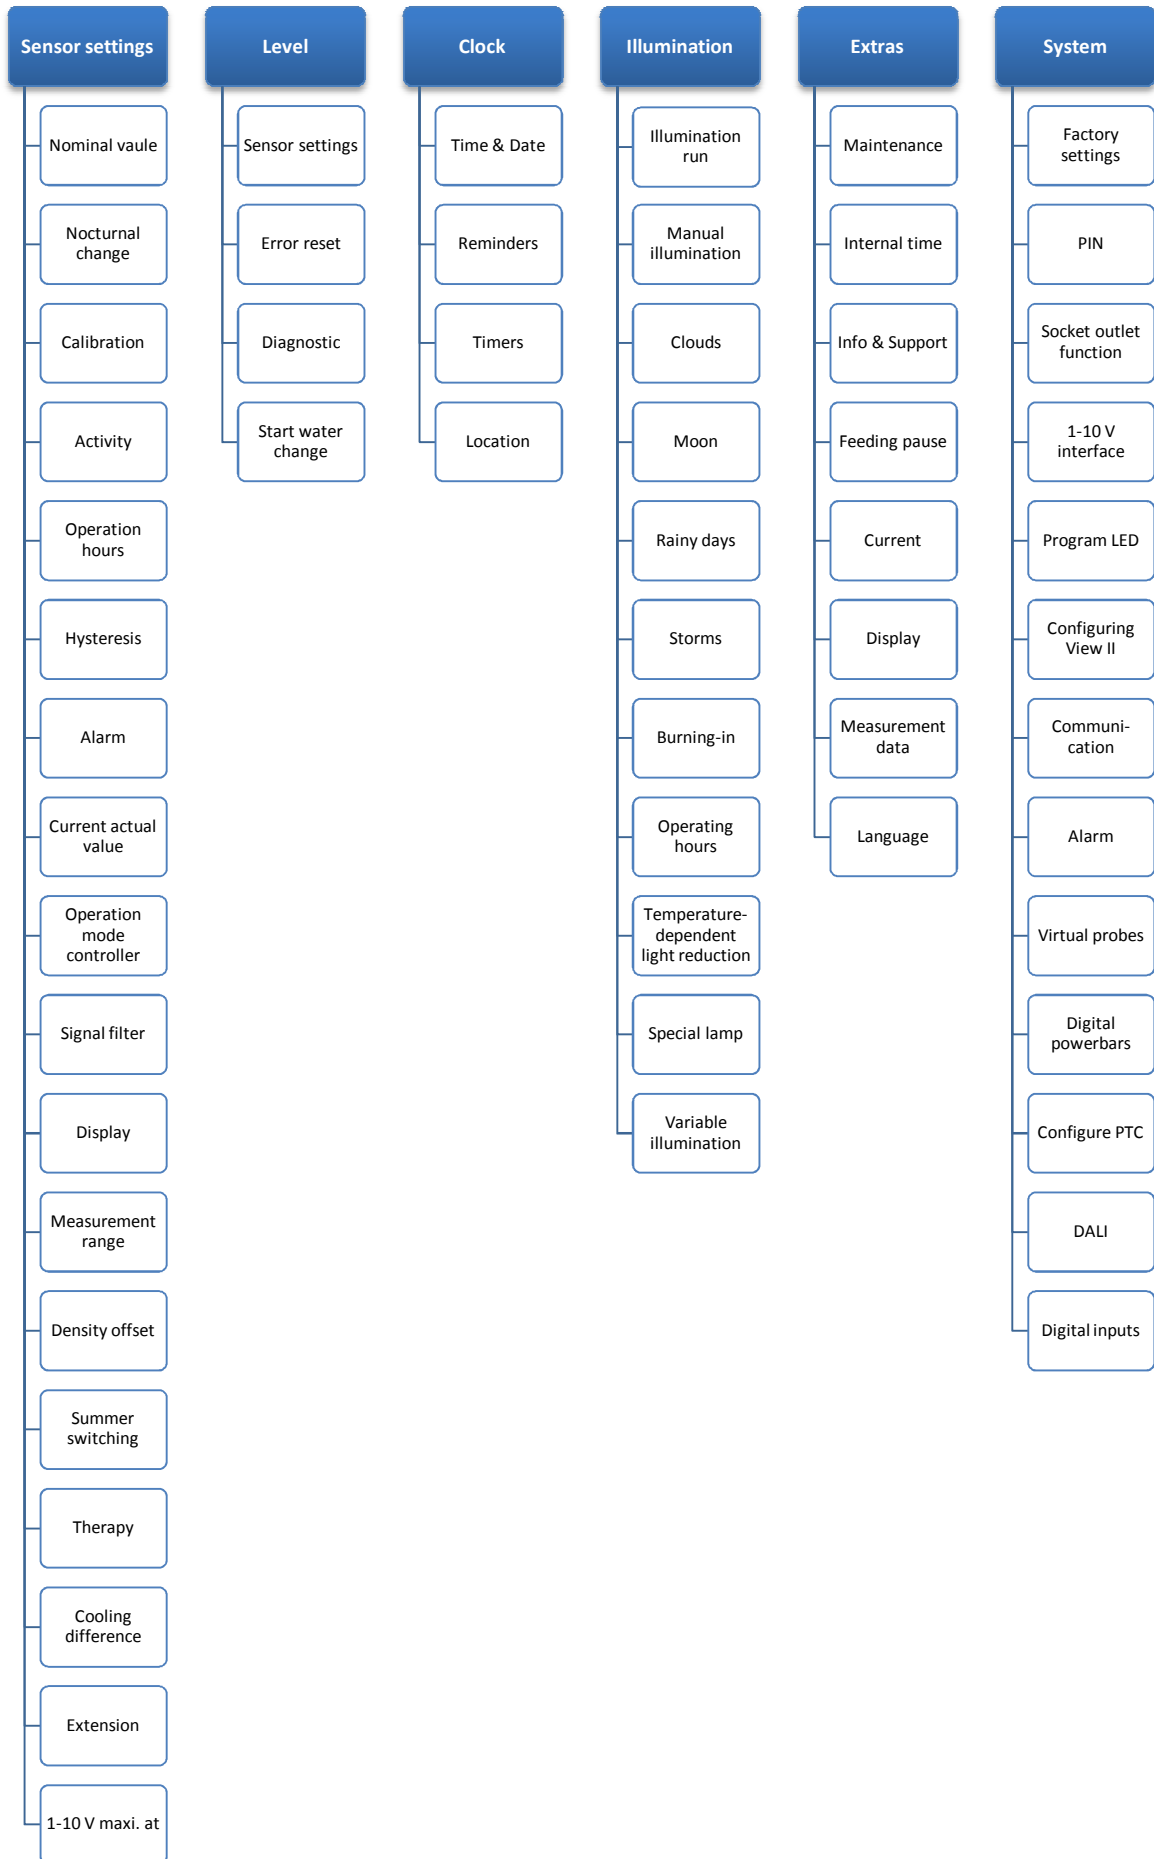 Sensor settings
Nominal vaule
Nocturnal
change
Calibration
Activity
Operation
hours
Hysteresis
Alarm
Current actual
value
Operation
mode
controller
Signal filter
Display
Measurement
range
Density offset
Summer
switching
Therapy
Cooling
difference
Extension
1-10 V maxi. at
Level
Sensor settings
Error reset
Diagnostic
Start water
change
Clock
Time & Date
Reminders
Timers
Location
Illumination
Illumination
run
Manual
illumination
Clouds
Moon
Rainy days
Storms
Burning-in
Operating
hours
Temperature-
dependent
light reduction
Special lamp
Variable
illumination
Extras
Maintenance
Internal time
Info & Support
Feeding pause
Current
Display
Measurement
data
Language
System
Factory
settings
PIN
Socket outlet
function
1-10 V
interface
Program LED
Configuring
View II
Communi-
cation
Alarm
Virtual probes
Digital
powerbars
Configure PTC
DALI
Digital inputs